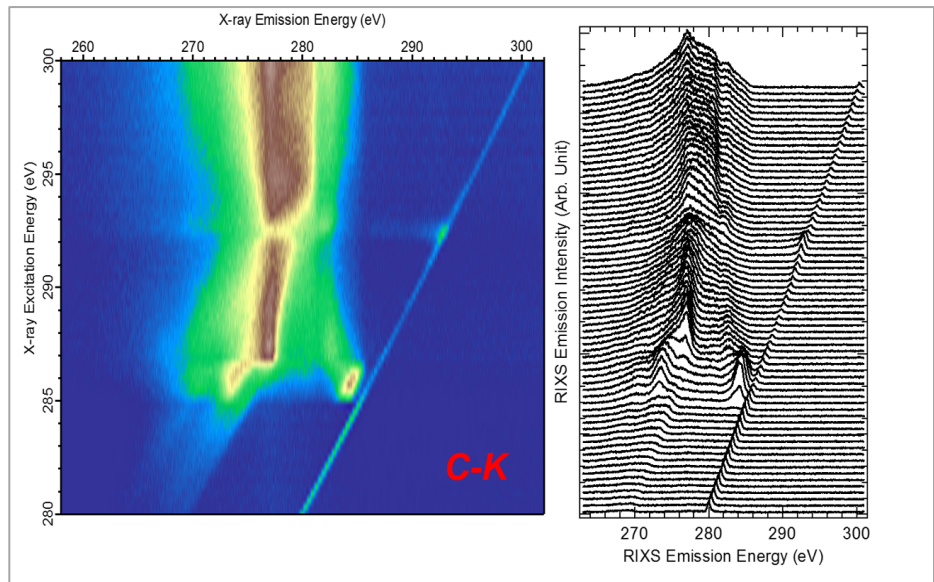 X-ray Emission Energy (eV)
260 270 280 290 300
300
295
290
285
280
X-ray Excitation Energy (eV)
C-K
RIXS Emission Intensity (Arb. Unit)
270 280 290 300
RIXS Emission Energy (eV)